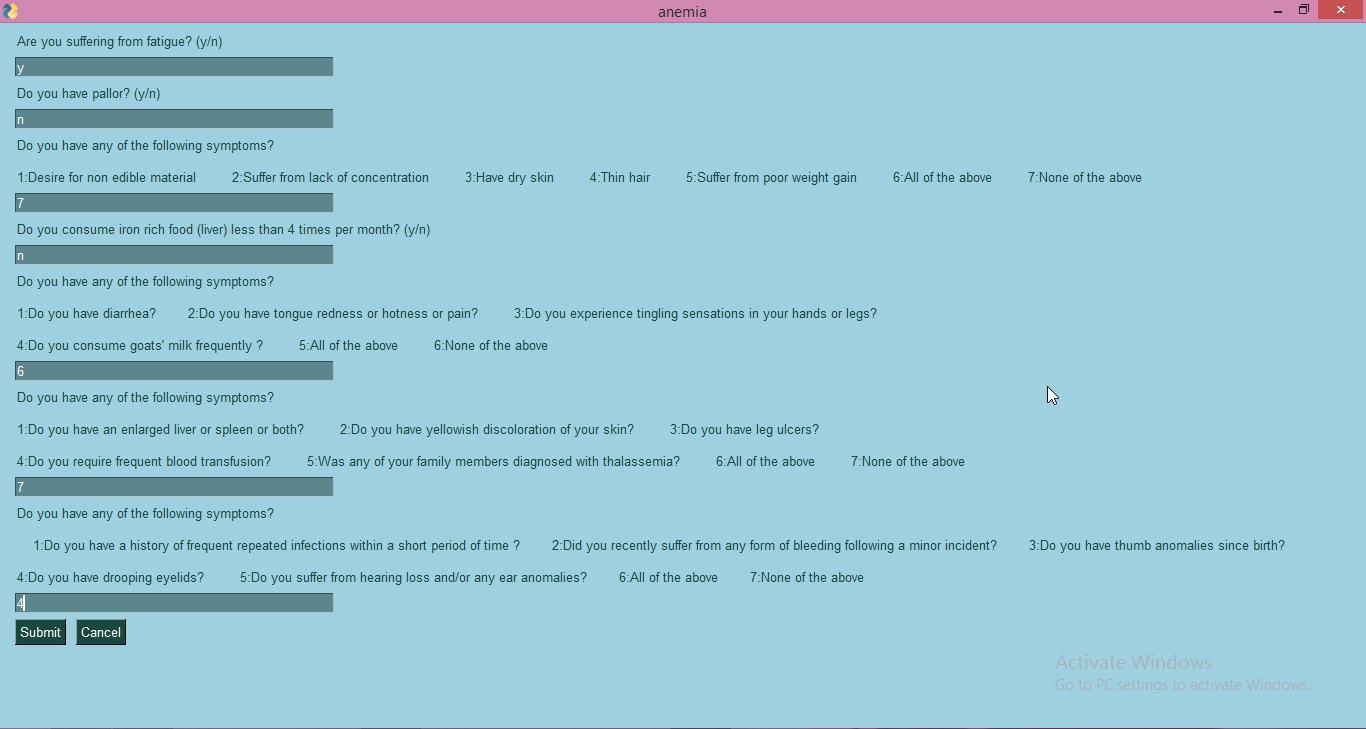 anemia
Are you suffering from fatigue? (y/n)
y
Do you have pallor? (y/n)
n
Do you have any of the following symptoms?
1:Desire for non edible material 2:Suffer from lack of concentration 3:Have dry skin 4:Thin hair 5:Suffer from poor weight gain 6:All of the above 7:None of the above
7
Do you consume iron rich food (liver) less than 4 times per month? (y/n)
n
Do you have any of the following symptoms?
1:Do you have diarrhea? 2:Do you have tongue redness or hotness or pain? 3:Do you experience tingling sensations in your hands or legs?
4:Do you consume goats' milk frequently ? 5:All of the above 6:None of the above
6
Do you have any of the following symptoms?
1:Do you have an enlarged liver or spleen or both? 2:Do you have yellowish discoloration of your skin? 3:Do you have leg ulcers?
4:Do you require frequent blood transfusion? 5:Was any of your family members diagnosed with thalassemia? 6:All of the above 7:None of the above
7
Do you have any of the following symptoms?
1:Do you have a history of frequent repeated infections within a short period of time ? 2:Did you recently suffer from any form of bleeding following a minor incident? 3:Do you have thumb anomalies since birth?
4:Do you have drooping eyelids? 5:Do you suffer from hearing loss and/or any ear anomalies? 6:All of the above 7:None of the above
4
Submit Cancel
Activate Windows
Go to PC settings to activate Windows.